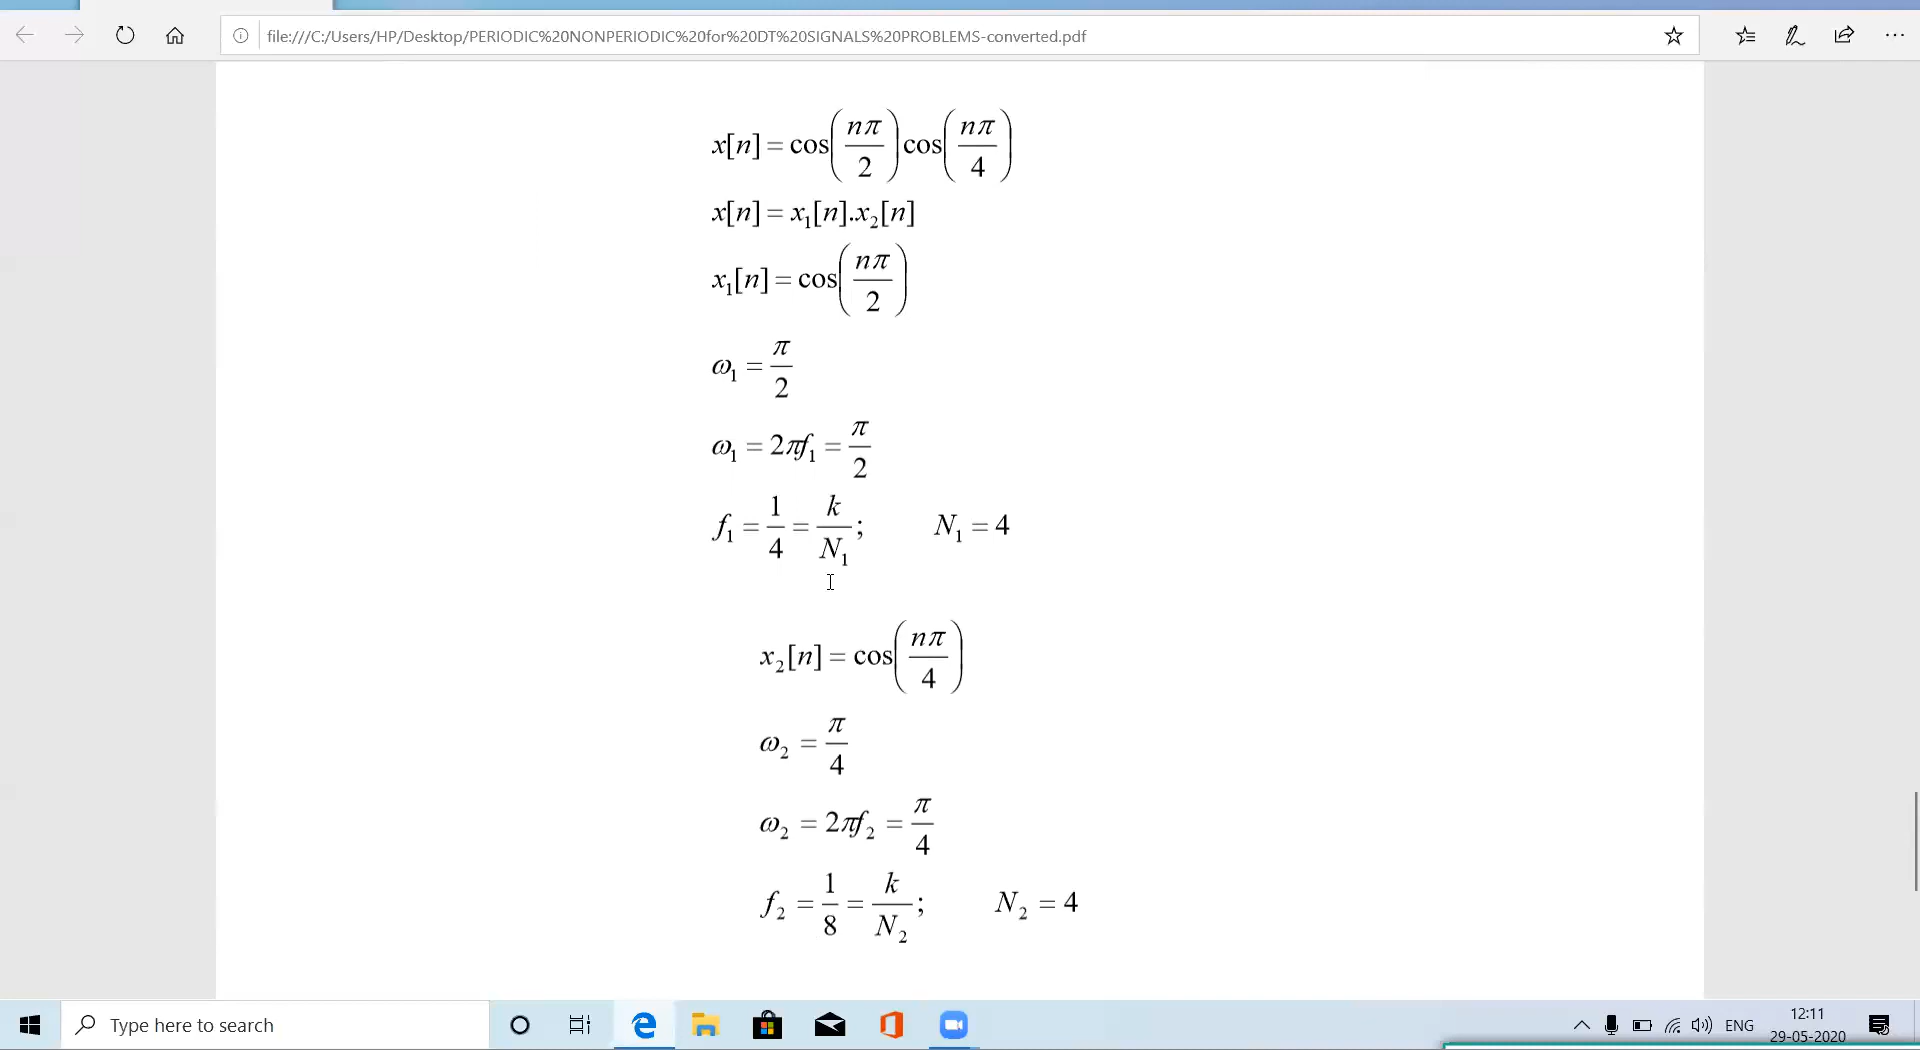 file:///C:/Users/HP/Desktop/PERIODIC%20NONPERIODIC%20for%20DT%20SIGNALS%20PROBLEMS-converted.pdf
x[n] = cos(nπ/2) cos(nπ/4)
x[n] = x₁[n].x₂[n]
x₁[n] = cos(nπ/2)
ω₁ = π/2
ω₁ = 2πf₁ = π/2
f₁ = 1/4 = k/N₁; N₁ = 4
x₂[n] = cos(nπ/4)
ω₂ = π/4
ω₂ = 2πf₂ = π/4
f₂ = 1/8 = k/N₂; N₂ = 4
Type here to search
ENG
12:11
29-05-2020